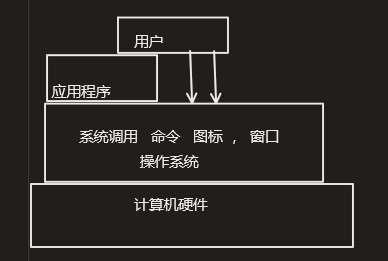 用户
应用程序
系统调用 命令 图标 , 窗口
操作系统
计算机硬件